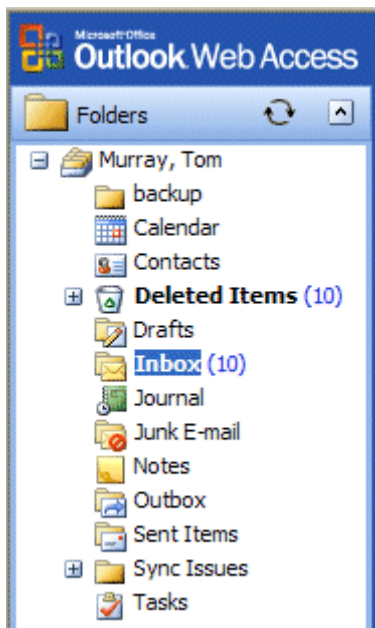 Microsoft Office
Outlook Web Access
Folders
Murray, Tom
backup
Calendar
Contacts
Deleted Items (10)
Drafts
Inbox (10)
Journal
Junk E-mail
Notes
Outbox
Sent Items
Sync Issues
Tasks